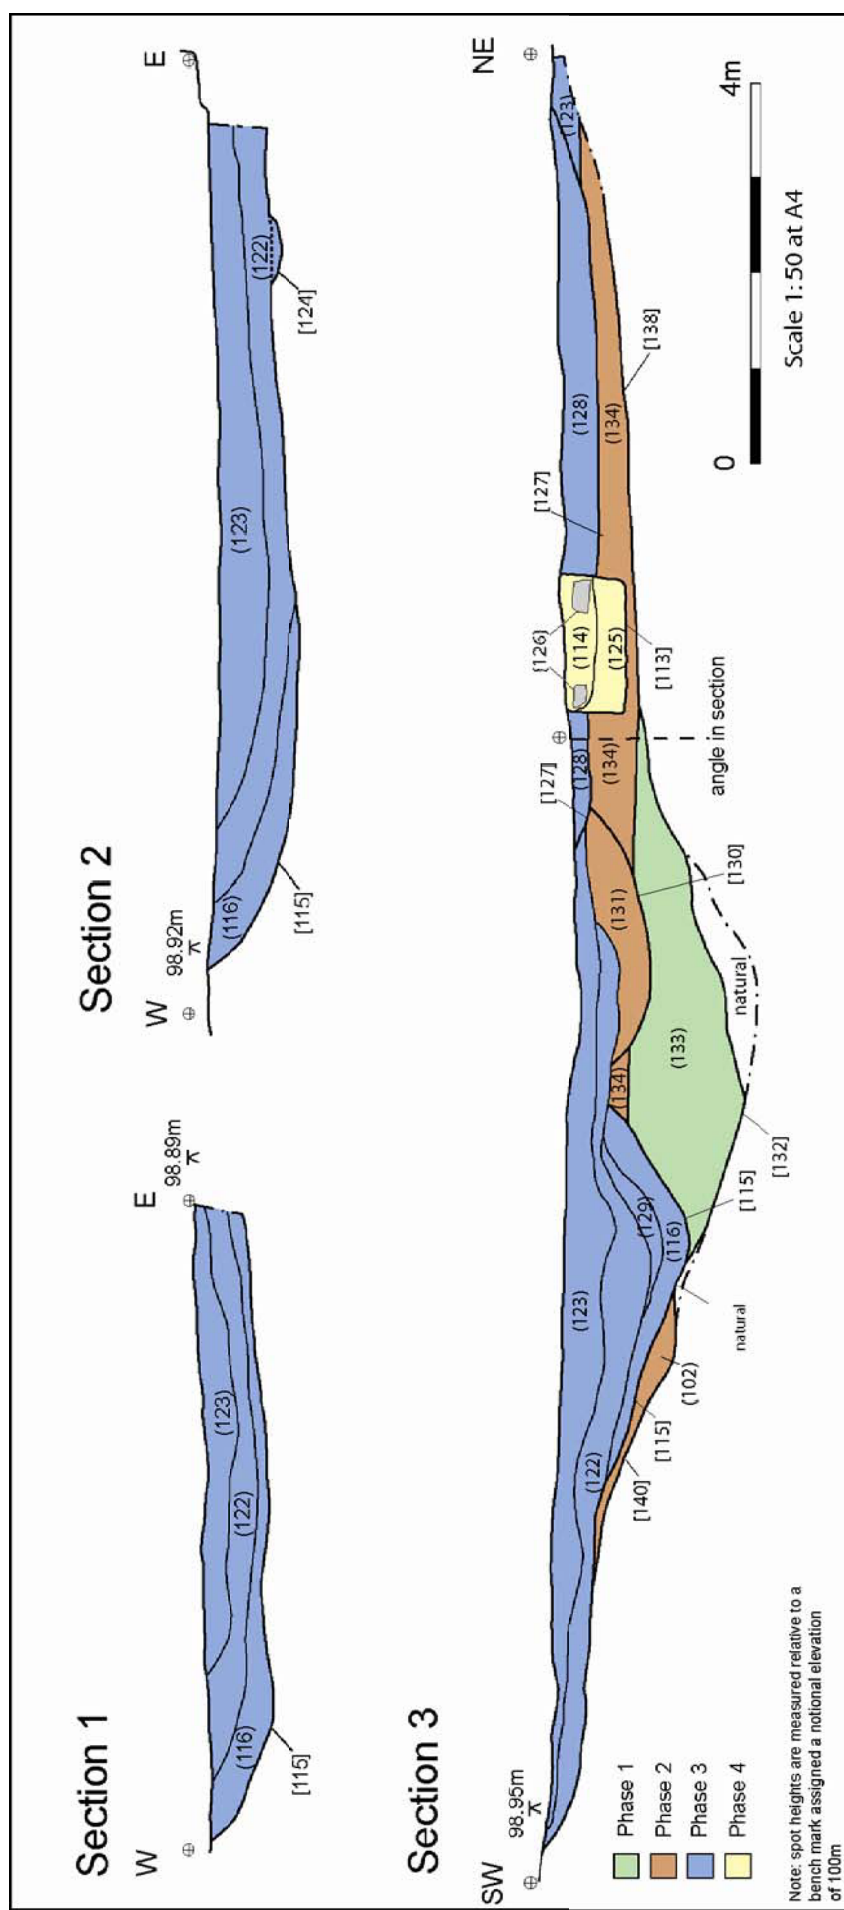 Section 1
W
E
98.89m
(123)
(122)
(116)
[115]
Section 2
W
98.92m
E
(116)
[115]
(123)
(122)
[124]
Section 3
SW
98.95m
NE
(123)
(122)
[140]
[115]
(102)
natural
(129)
(116)
[115]
[132]
(133)
natural
(134)
(131)
[130]
[127]
(128)
(134)
angle in section
[126]
(114)
(125)
[113]
[127]
(128)
(134)
[138]
(123)
Phase 1
Phase 2
Phase 3
Phase 4
0
4m
Scale 1:50 at A4
Note: spot heights are measured relative to a
bench mark assigned a notional elevation
of 100m